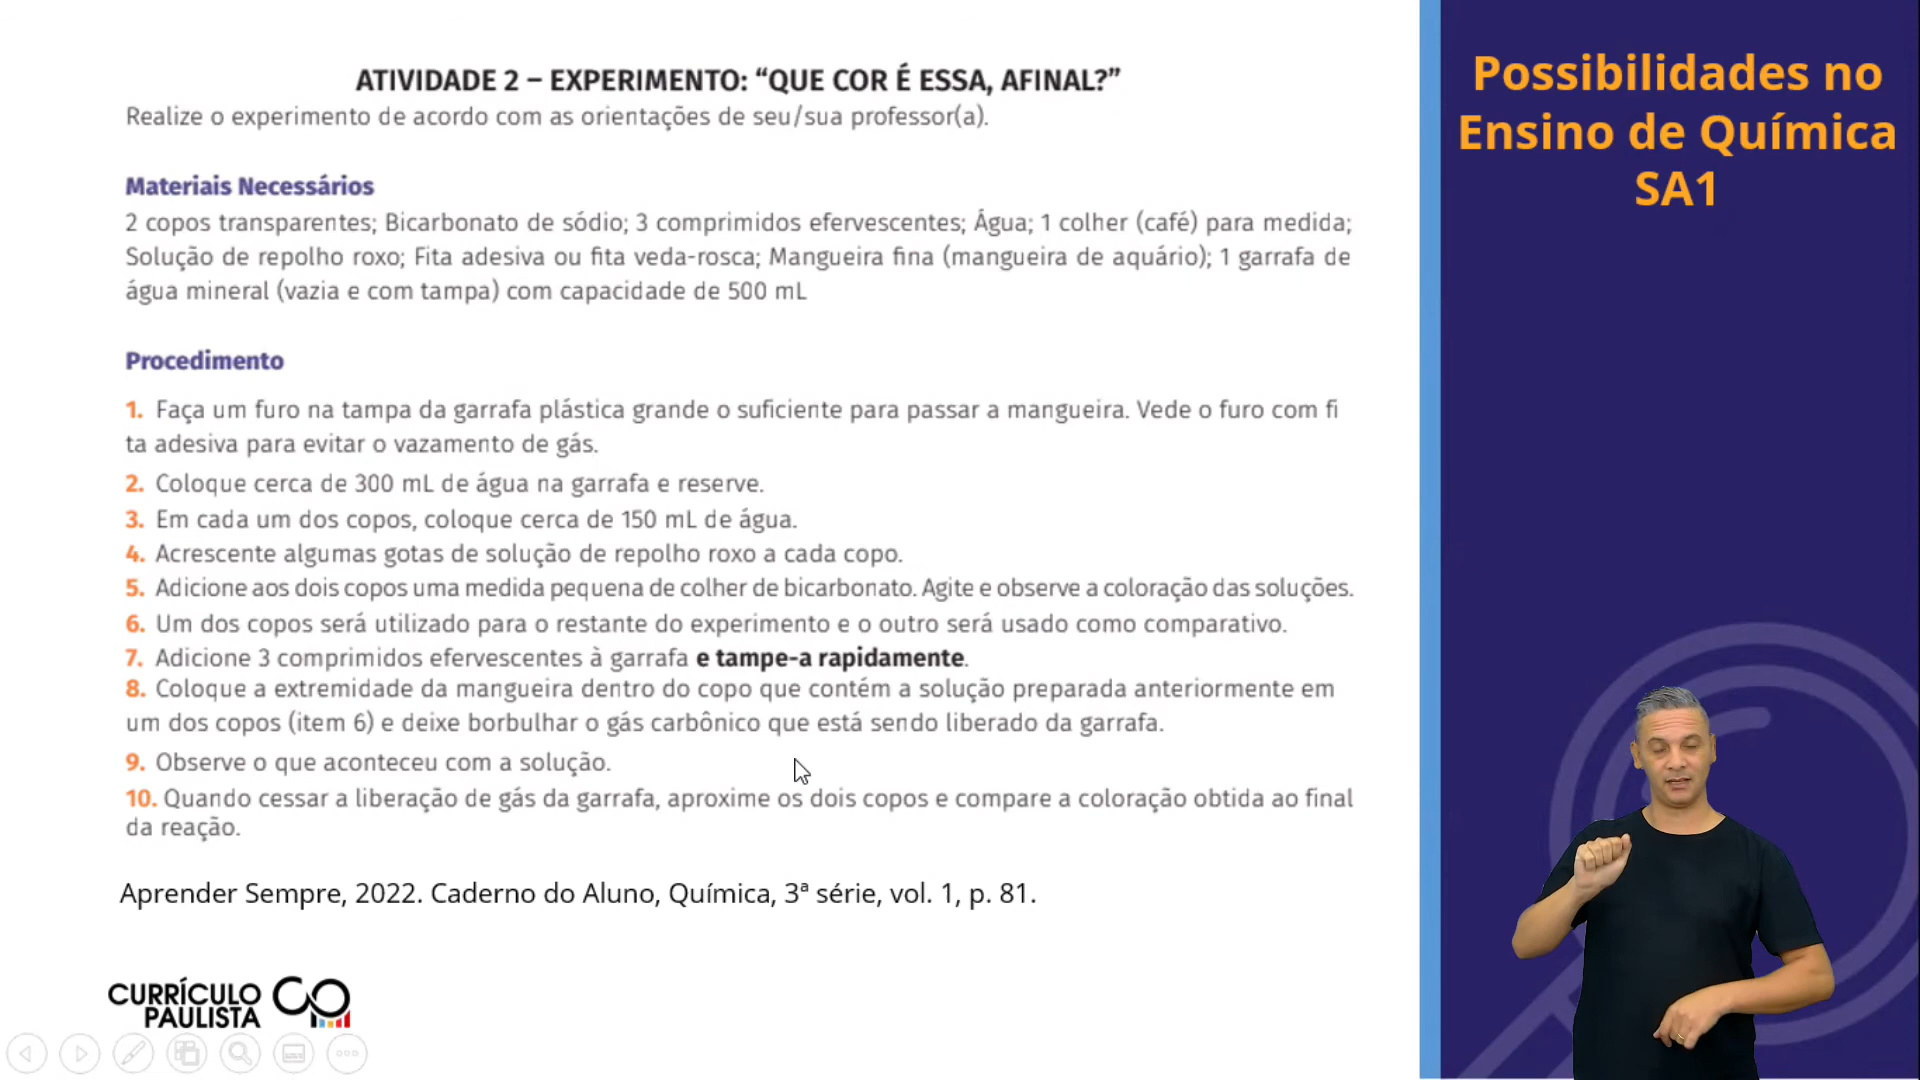 ATIVIDADE 2 – EXPERIMENTO: “QUE COR É ESSA, AFINAL?”
Realize o experimento de acordo com as orientações de seu/sua professor(a).
Materiais Necessários
2 copos transparentes; Bicarbonato de sódio; 3 comprimidos efervescentes; Água; 1 colher (café) para medida;
Solução de repolho roxo; Fita adesiva ou fita veda-rosca; Mangueira fina (mangueira de aquário); 1 garrafa de
água mineral (vazia e com tampa) com capacidade de 500 mL
Procedimento
1. Faça um furo na tampa da garrafa plástica grande o suficiente para passar a mangueira. Vede o furo com fi
ta adesiva para evitar o vazamento de gás.
2. Coloque cerca de 300 mL de água na garrafa e reserve.
3. Em cada um dos copos, coloque cerca de 150 mL de água.
4. Acrescente algumas gotas de solução de repolho roxo a cada copo.
5. Adicione aos dois copos uma medida pequena de colher de bicarbonato. Agite e observe a coloração das soluções.
6. Um dos copos será utilizado para o restante do experimento e o outro será usado como comparativo.
7. Adicione 3 comprimidos efervescentes à garrafa e tampe-a rapidamente.
8. Coloque a extremidade da mangueira dentro do copo que contém a solução preparada anteriormente em
um dos copos (item 6) e deixe borbulhar o gás carbônico que está sendo liberado da garrafa.
9. Observe o que aconteceu com a solução.
10. Quando cessar a liberação de gás da garrafa, aproxime os dois copos e compare a coloração obtida ao final
da reação.
Aprender Sempre, 2022. Caderno do Aluno, Química, 3ª série, vol. 1, p. 81.
CURRÍCULO
PAULISTA
Possibilidades no
Ensino de Química
SA1